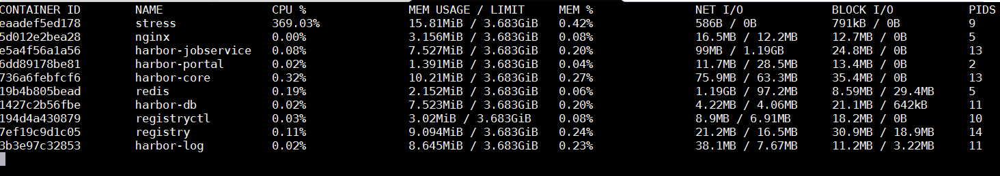 CONTAINER ID NAME CPU % MEM USAGE / LIMIT MEM % NET I/O BLOCK I/O PIDS
eaadef5ed178 stress 369.03% 15.81MiB / 3.683GiB 0.42% 586B / 0B 791kB / 0B 9
5d012e2bea28 nginx 0.00% 3.156MiB / 3.683GiB 0.08% 16.5MB / 12.2MB 12.7MB / 0B 5
e5a4f56a1a56 harbor-jobservice 0.08% 7.527MiB / 3.683GiB 0.20% 99MB / 1.19GB 24.8MB / 0B 13
6dd89178be81 harbor-portal 0.02% 1.391MiB / 3.683GiB 0.04% 11.7MB / 28.5MB 13.4MB / 0B 2
736a6febfcf6 harbor-core 0.32% 10.21MiB / 3.683GiB 0.27% 75.9MB / 63.3MB 35.4MB / 0B 13
19b4b805bead redis 0.19% 2.152MiB / 3.683GiB 0.06% 1.19GB / 97.2MB 8.59MB / 29.4MB 5
1427c2b56fbe harbor-db 0.02% 7.523MiB / 3.683GiB 0.20% 4.22MB / 4.06MB 21.1MB / 642kB 11
194d4a430879 registryctl 0.03% 3.02MiB / 3.683GiB 0.08% 8.9MB / 6.91MB 18.2MB / 0B 10
7ef19c9d1c05 registry 0.11% 9.094MiB / 3.683GiB 0.24% 21.2MB / 16.5MB 30.9MB / 18.9MB 14
3b3e97c32853 harbor-log 0.02% 8.645MiB / 3.683GiB 0.23% 38.1MB / 7.67MB 11.2MB / 3.22MB 11